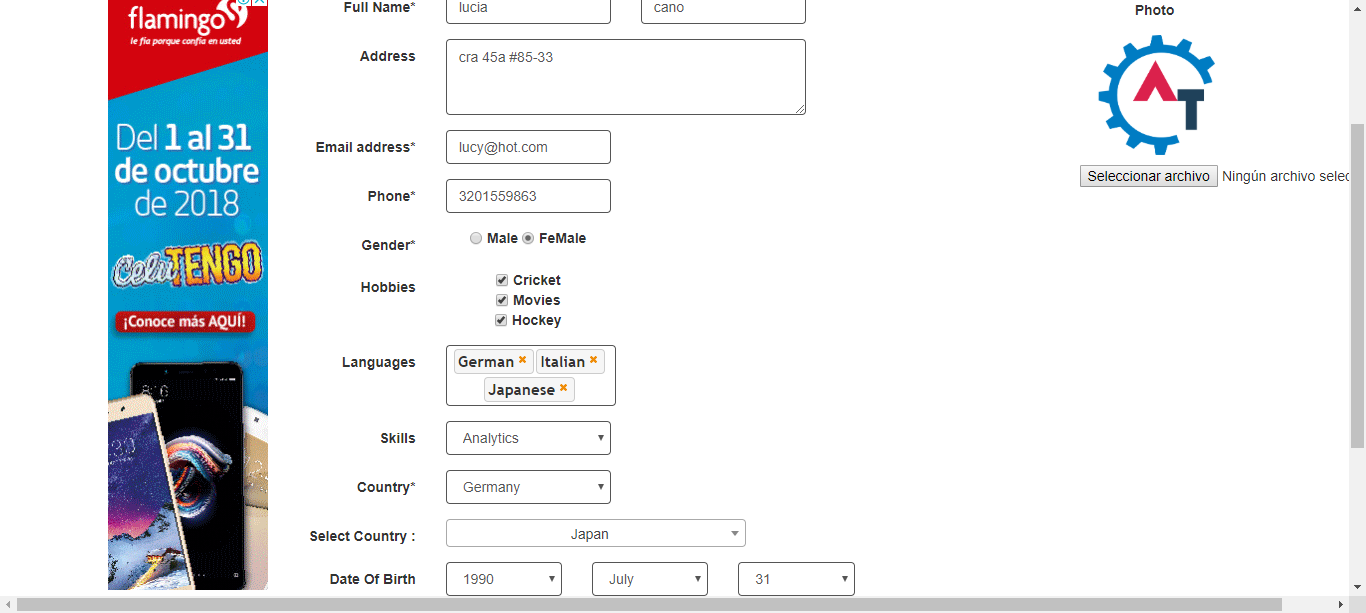 flamingo
le fía porque confía en usted
Del 1 al 31
de octubre
de 2018
CeluTENGO
¡Conoce más AQUÍ!
Full Name* lucia cano
Address cra 45a #85-33
Email address* lucy@hot.com
Phone* 3201559863
Gender* Male FeMale
Hobbies Cricket
Movies
Hockey
Languages German Italian
Japanese
Skills Analytics
Country* Germany
Select Country : Japan
Date Of Birth 1990 July 31
Photo
AT
Seleccionar archivo Ningún archivo selec